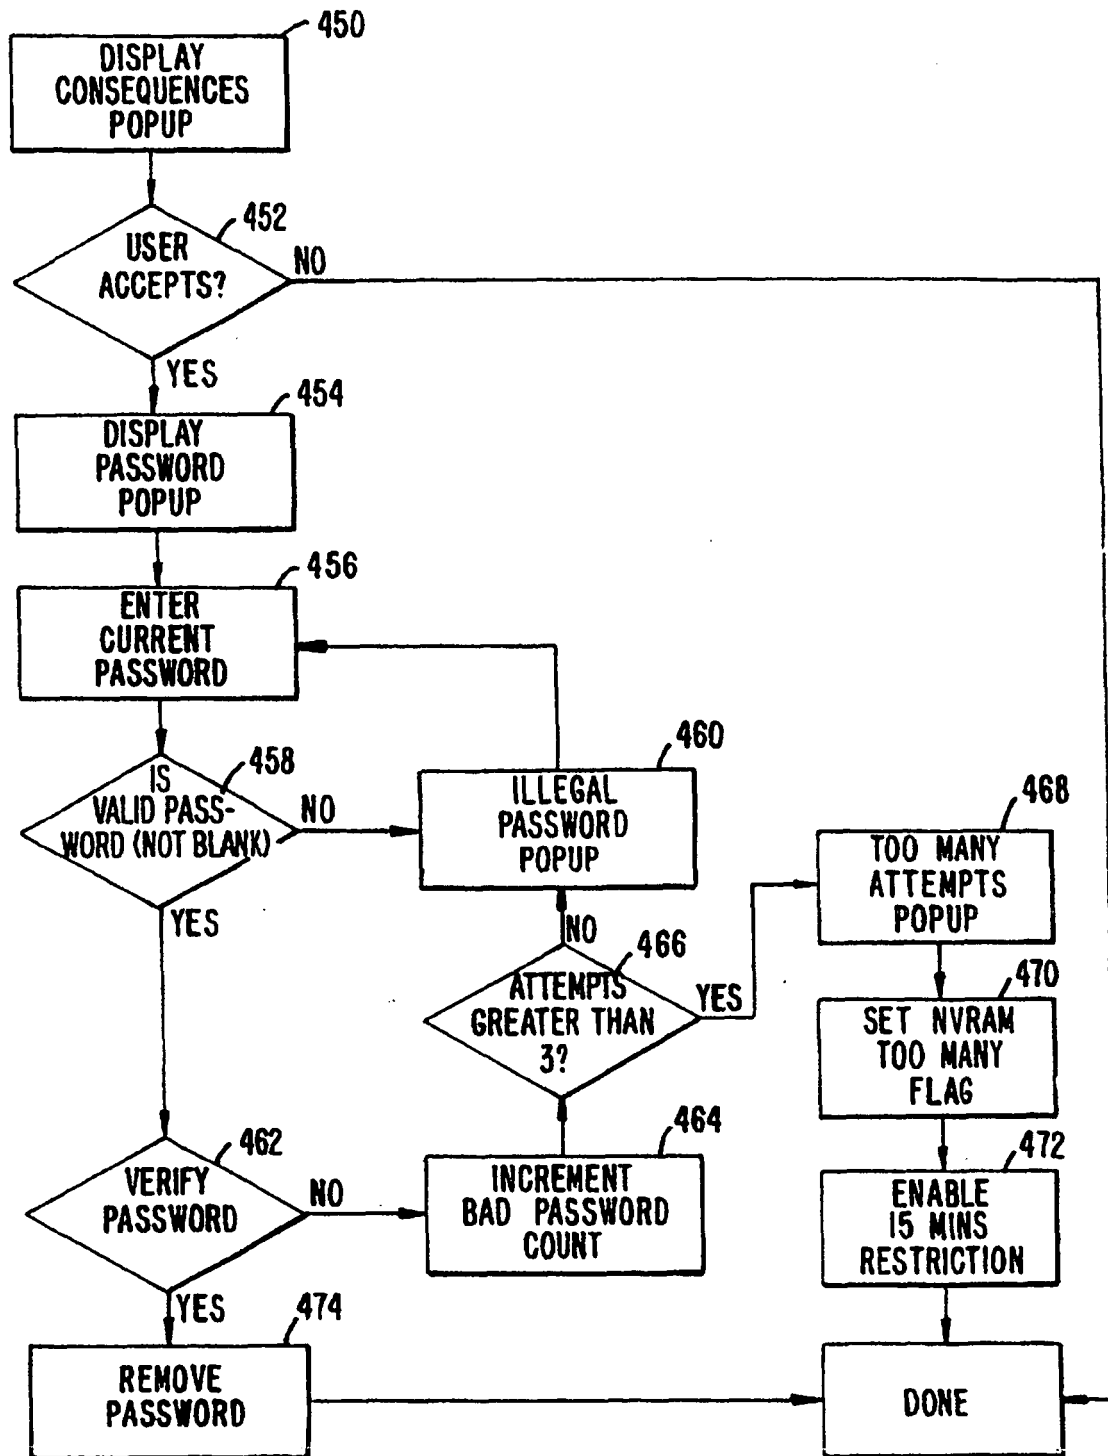 450
DISPLAY
CONSEQUENCES
POPUP
452
USER
ACCEPTS?
NO
YES
454
DISPLAY
PASSWORD
POPUP
456
ENTER
CURRENT
PASSWORD
458
IS
VALID PASS-
WORD (NOT BLANK)
NO
YES
460
ILLEGAL
PASSWORD
POPUP
NO
466
ATTEMPTS
GREATER THAN
3?
YES
468
TOO MANY
ATTEMPTS
POPUP
470
SET NVRAM
TOO MANY
FLAG
472
ENABLE
15 MINS
RESTRICTION
462
VERIFY
PASSWORD
NO
YES
464
INCREMENT
BAD PASSWORD
COUNT
474
REMOVE
PASSWORD
DONE